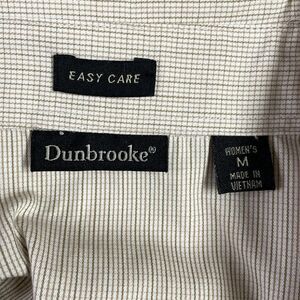 EASY CARE
Dunbrooke®
WOMEN'S
M
MADE IN
VIETNAM